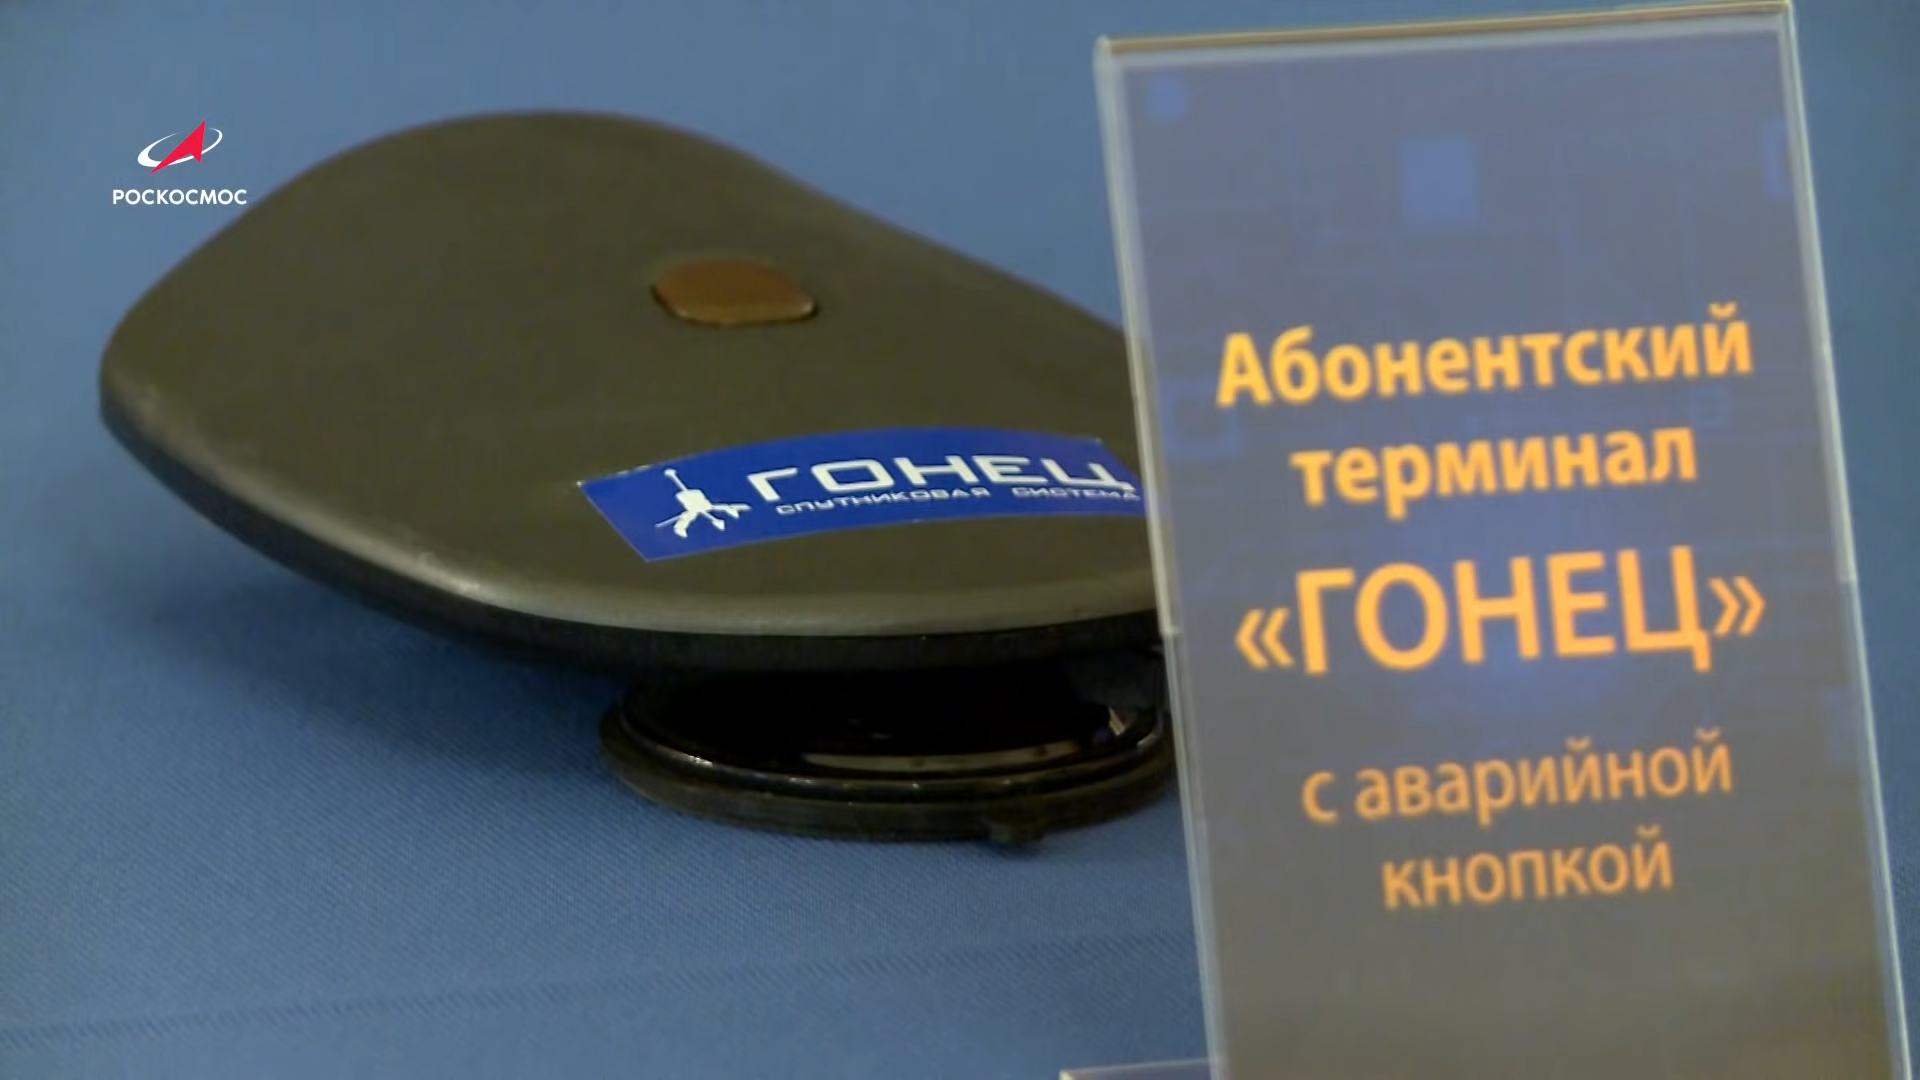 РОСКОСМОС
ГОНЕЦ
СПУТНИКОВАЯ СИСТЕМА
Абонентский
терминал
«ГОНЕЦ»
с аварийной
кнопкой